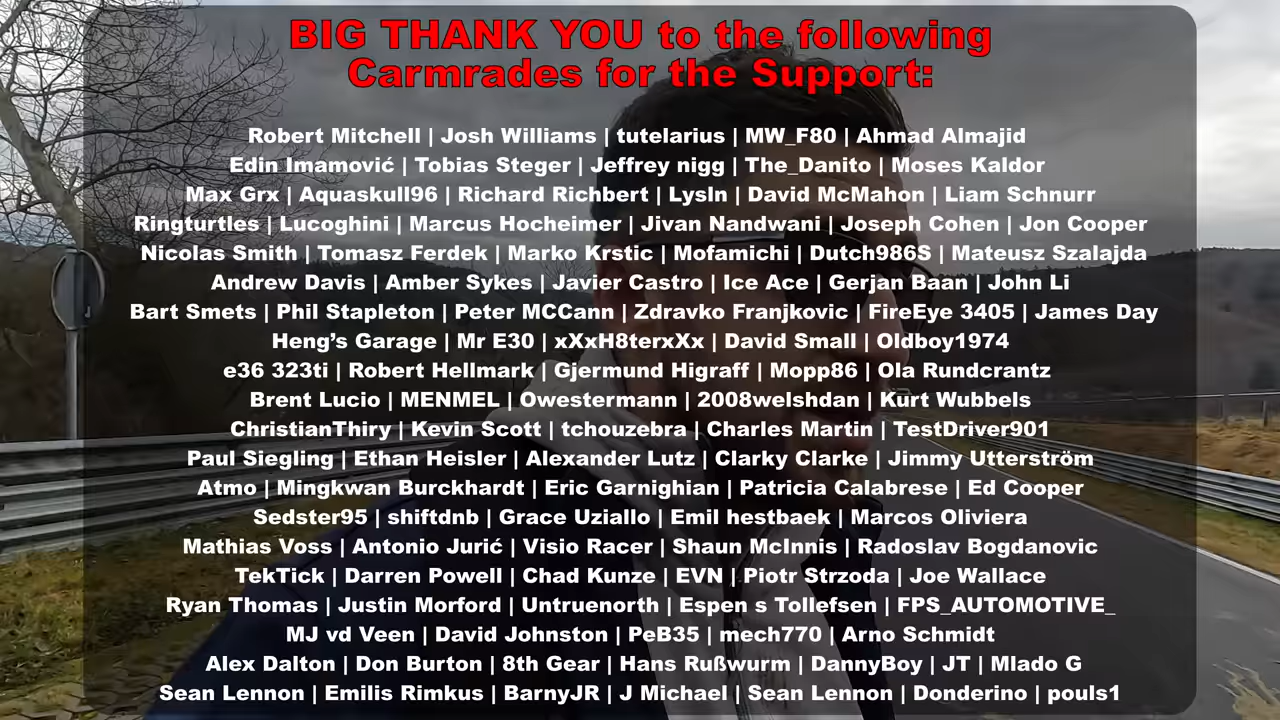 BIG THANK YOU to the following
Carmrades for the Support:
Robert Mitchell | Josh Williams | tutelarius | MW_F80 | Ahmad Almajid
Edin Imamović | Tobias Steger | Jeffrey nigg | The_Danito | Moses Kaldor
Max Grx | Aquaskull96 | Richard Richbert | Lysln | David McMahon | Liam Schnurr
Ringturtles | Lucoghini | Marcus Hocheimer | Jivan Nandwani | Joseph Cohen | Jon Cooper
Nicolas Smith | Tomasz Ferdek | Marko Krstic | Mofamichi | Dutch986S | Mateusz Szalajda
Andrew Davis | Amber Sykes | Javier Castro | Ice Ace | Gerjan Baan | John Li
Bart Smets | Phil Stapleton | Peter MCCann | Zdravko Franjkovic | FireEye 3405 | James Day
Heng’s Garage | Mr E30 | xXxH8terxXx | David Small | Oldboy1974
e36 323ti | Robert Hellmark | Gjermund Higraff | Mopp86 | Ola Rundcrantz
Brent Lucio | MENMEL | Owestermann | 2008welshdan | Kurt Wubbels
ChristianThiry | Kevin Scott | tchouzebra | Charles Martin | TestDriver901
Paul Siegling | Ethan Heisler | Alexander Lutz | Clarky Clarke | Jimmy Utterström
Atmo | Mingkwan Burckhardt | Eric Garnighian | Patricia Calabrese | Ed Cooper
Sedster95 | shiftdnb | Grace Uziallo | Emil hestbaek | Marcos Oliviera
Mathias Voss | Antonio Jurić | Visio Racer | Shaun McInnis | Radoslav Bogdanovic
TekTick | Darren Powell | Chad Kunze | EVN | Piotr Strzoda | Joe Wallace
Ryan Thomas | Justin Morford | Untruenorth | Espen s Tollefsen | FPS_AUTOMOTIVE_
MJ vd Veen | David Johnston | PeB35 | mech770 | Arno Schmidt
Alex Dalton | Don Burton | 8th Gear | Hans Rußwurm | DannyBoy | JT | Mlado G
Sean Lennon | Emilis Rimkus | BarnyJR | J Michael | Sean Lennon | Donderino | pouls1